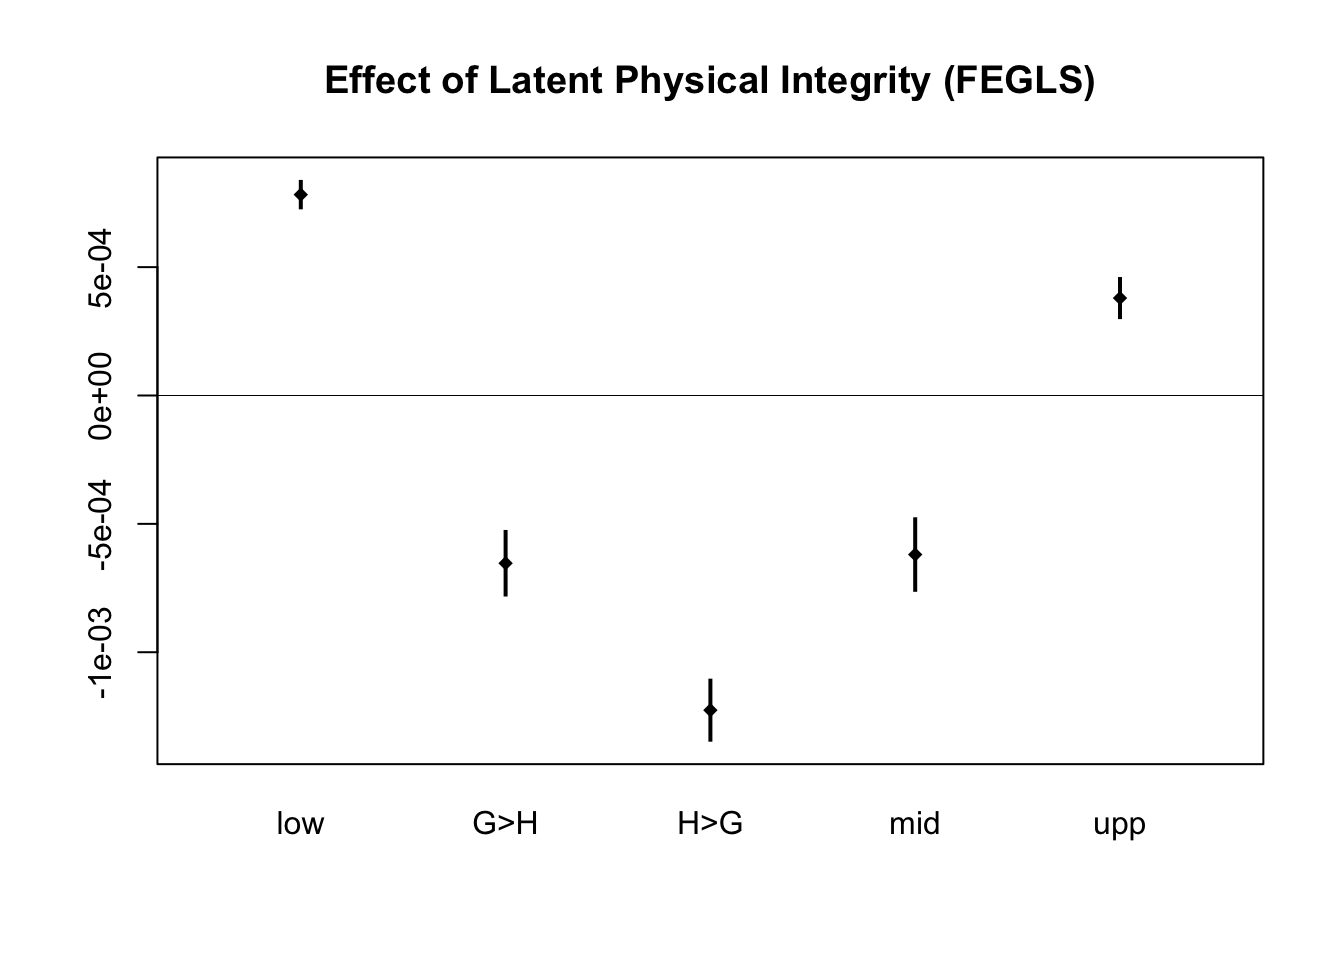 Effect of Latent Physical Integrity (FEGLS)
5e-04
0e+00
-5e-04
-1e-03
low G>H H>G mid upp